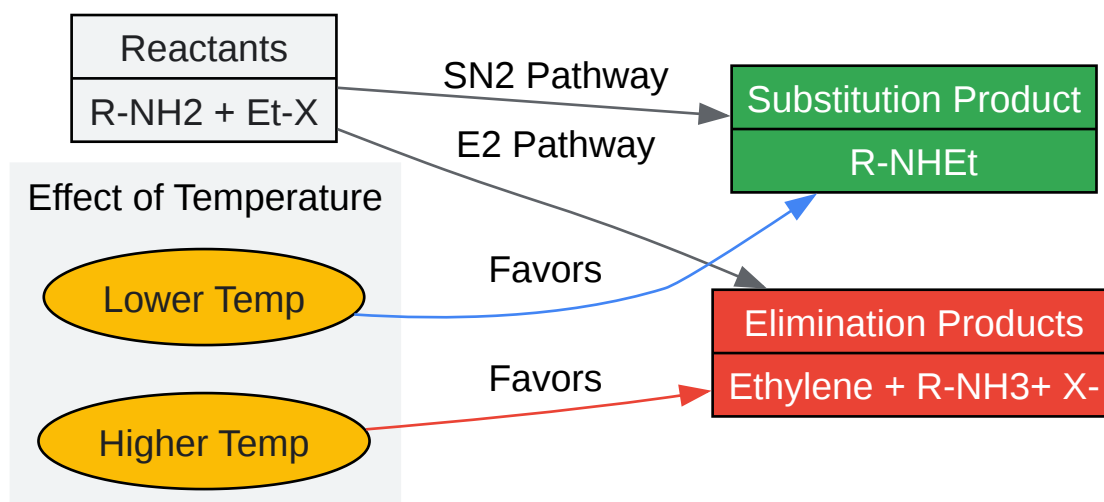 Reactants
R-NH2 + Et-X
SN2 Pathway
E2 Pathway
Substitution Product
R-NHEt
Effect of Temperature
Lower Temp
Favors
Higher Temp
Favors
Elimination Products
Ethylene + R-NH3+ X-